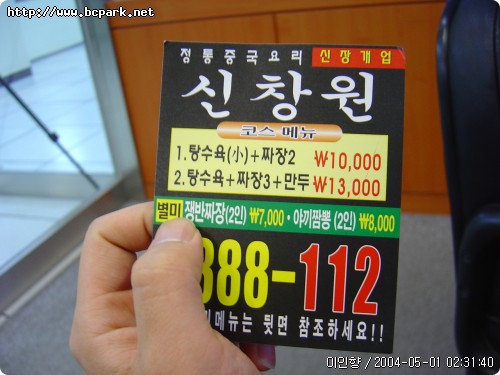 http://www.bcpark.net
정통중국요리 신장개업
신창원
코스 메뉴
1.탕수육(小)+짜장2 ₩10,000
2.탕수육+짜장3+만두 ₩13,000
별미 쟁반짜장(2인) ₩7,000 · 야끼짬뽕 (2인) ₩8,000
888-112
메뉴는 뒷면 참조하세요!!
이민향 / 2004-05-01 02:31:40